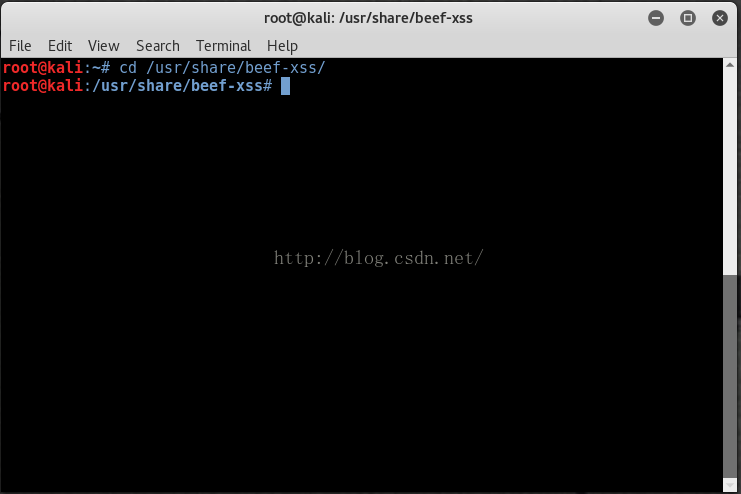 root@kali: /usr/share/beef-xss
File Edit View Search Terminal Help
root@kali:~# cd /usr/share/beef-xss/
root@kali:/usr/share/beef-xss#
http://blog.csdn.net/